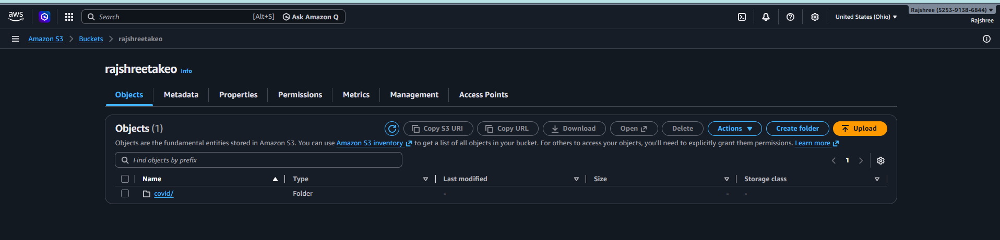 aws
Search [Alt+S] Ask Amazon Q
United States (Ohio)
Rajshree (5253-9138-6844)
Rajshree
Amazon S3 Buckets rajshreetakeo
rajshreetakeo Info
Objects Metadata Properties Permissions Metrics Management Access Points
Objects (1)
Copy S3 URI Copy URL Download Open Delete Actions Create folder Upload
Objects are the fundamental entities stored in Amazon S3. You can use Amazon S3 inventory to get a list of all objects in your bucket. For others to access your objects, you'll need to explicitly grant them permissions. Learn more
Find objects by prefix
1
Name Type Last modified Size Storage class
covid/ Folder - - -